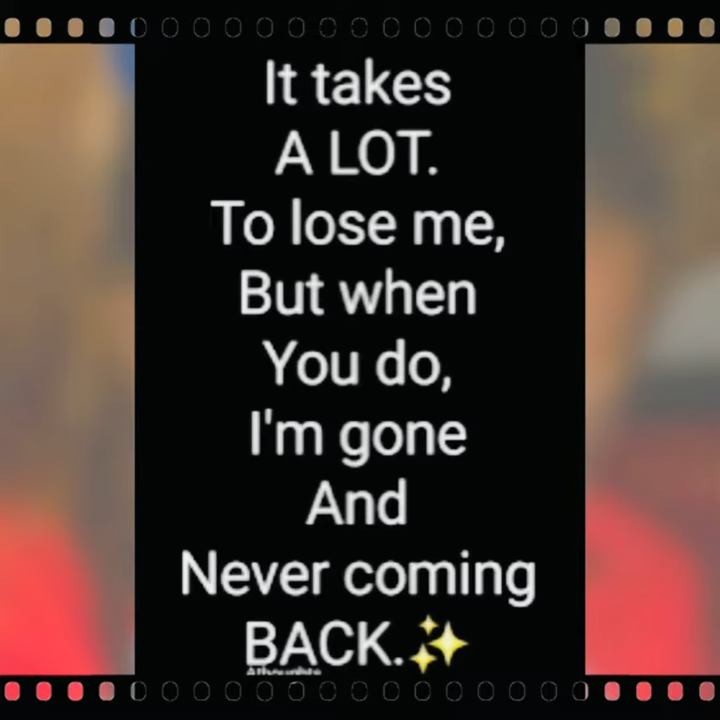 It takes
A LOT.
To lose me,
But when
You do,
I'm gone
And
Never coming
BACK.✨